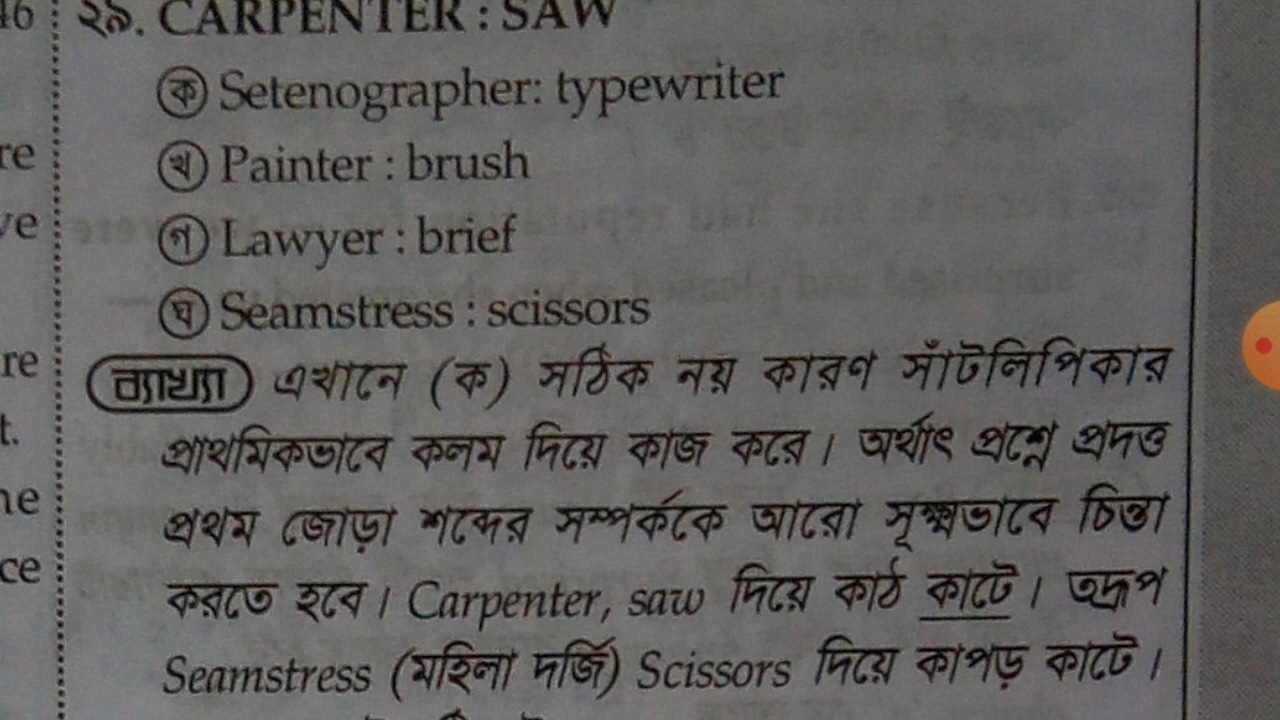 ২৯. CARPENTER : SAW
ক Setenographer: typewriter
খ Painter : brush
গ Lawyer : brief
ঘ Seamstress : scissors
ব্যাখ্যা এখানে (ক) সঠিক নয় কারণ সাঁটলিপিকার
প্রাথমিকভাবে কলম দিয়ে কাজ করে। অর্থাৎ প্রশ্নে প্রদত্ত
প্রথম জোড়া শব্দের সম্পর্ককে আরো সূক্ষ্মভাবে চিন্তা
করতে হবে। Carpenter, saw দিয়ে কাঠ কাটে। তদ্রূপ
Seamstress (মহিলা দর্জি) Scissors দিয়ে কাপড় কাটে।